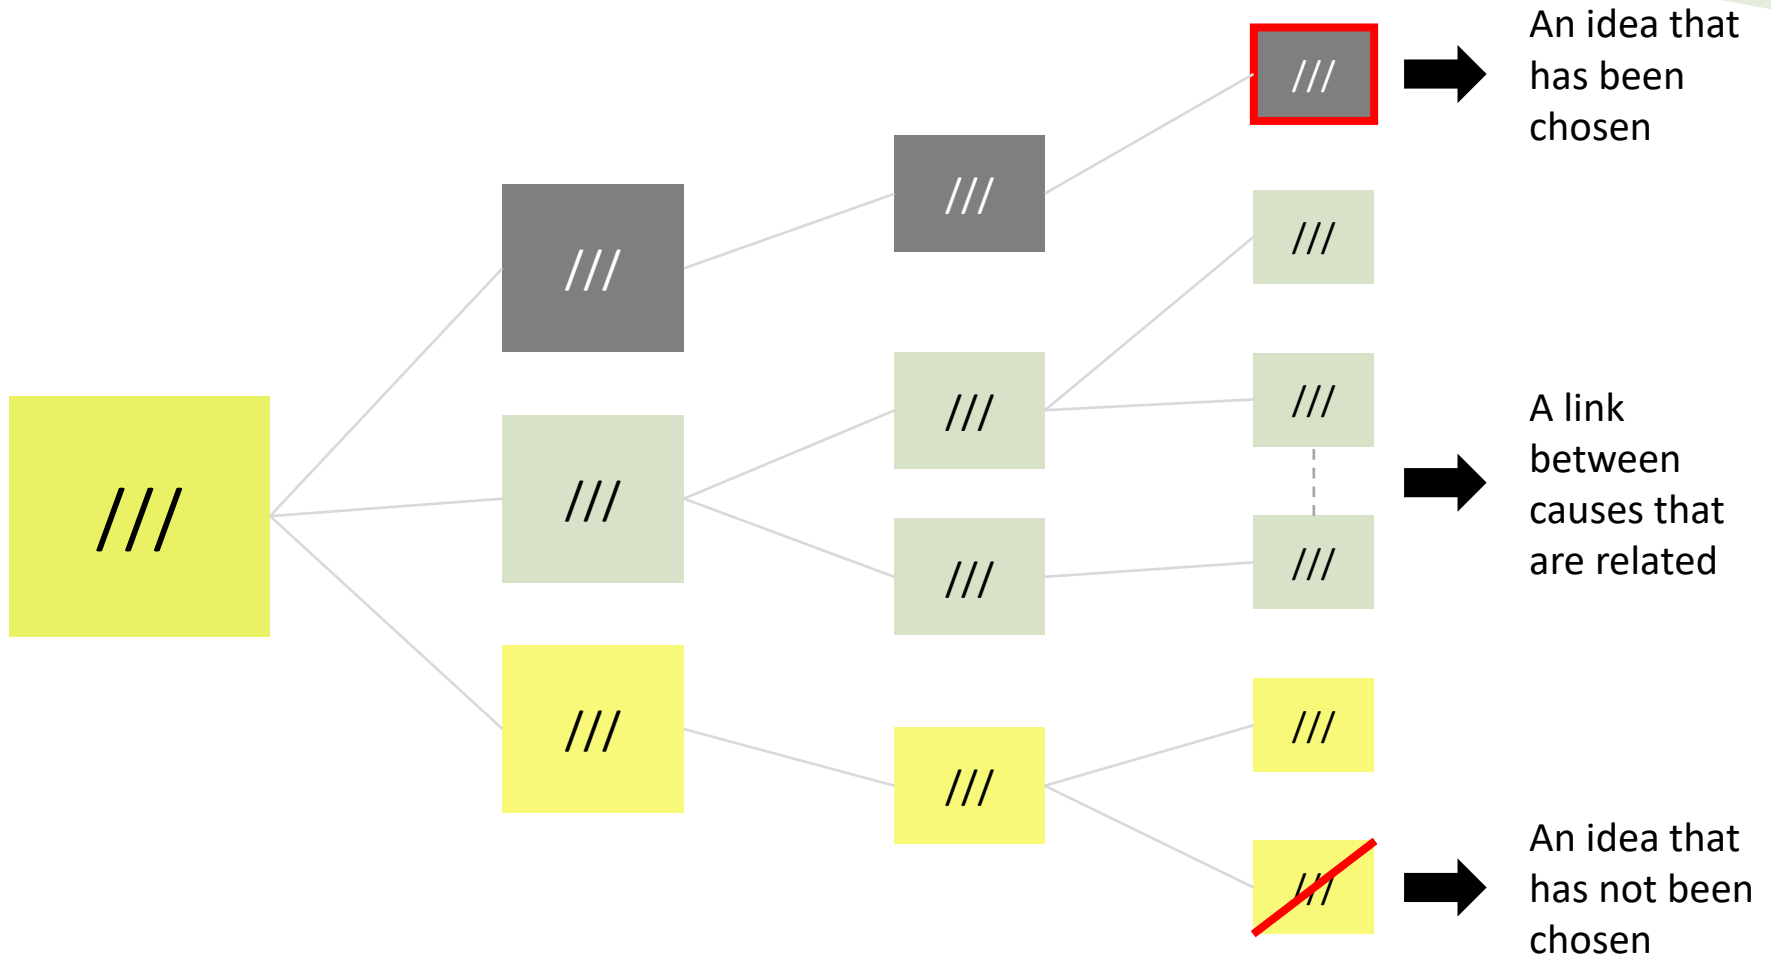 ///
///
///
///
///
///
///
///
///
///
///
///
///
///
An idea that
has been
chosen
A link
between
causes that
are related
An idea that
has not been
chosen